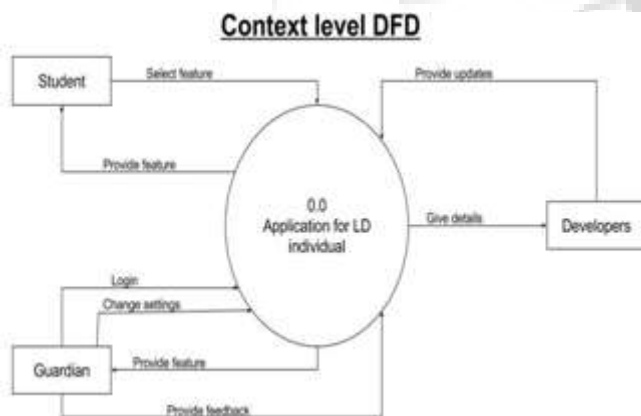 Context level DFD
Student
Select feature
Provide updates
Provide feature
0.0
Application for LD
individual
Give details
Developers
Login
Change settings
Guardian
Provide feature
Provide feedback